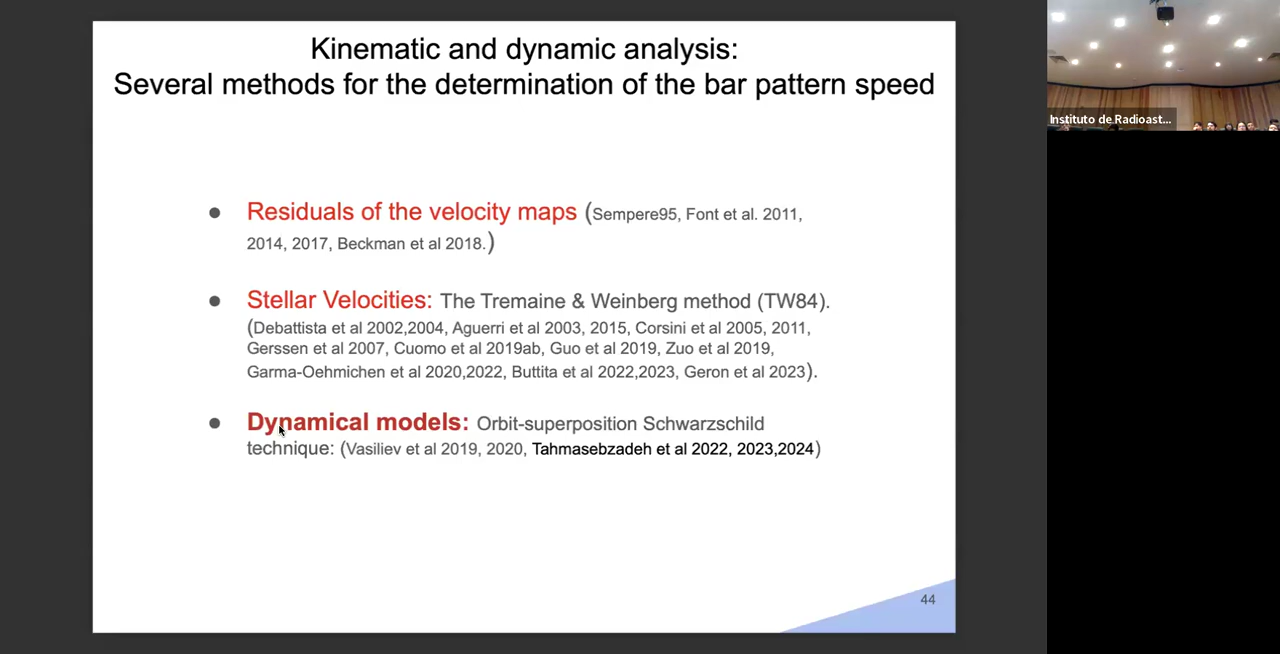 Kinematic and dynamic analysis:
Several methods for the determination of the bar pattern speed
● Residuals of the velocity maps (Sempere95, Font et al. 2011,
2014, 2017, Beckman et al 2018.)
● Stellar Velocities: The Tremaine & Weinberg method (TW84).
(Debattista et al 2002,2004, Aguerri et al 2003, 2015, Corsini et al 2005, 2011,
Gerssen et al 2007, Cuomo et al 2019ab, Guo et al 2019, Zuo et al 2019,
Garma-Oehmichen et al 2020,2022, Buttita et al 2022,2023, Geron et al 2023).
● Dynamical models: Orbit-superposition Schwarzschild
technique: (Vasiliev et al 2019, 2020, Tahmasebzadeh et al 2022, 2023,2024)
44
Instituto de Radioast...